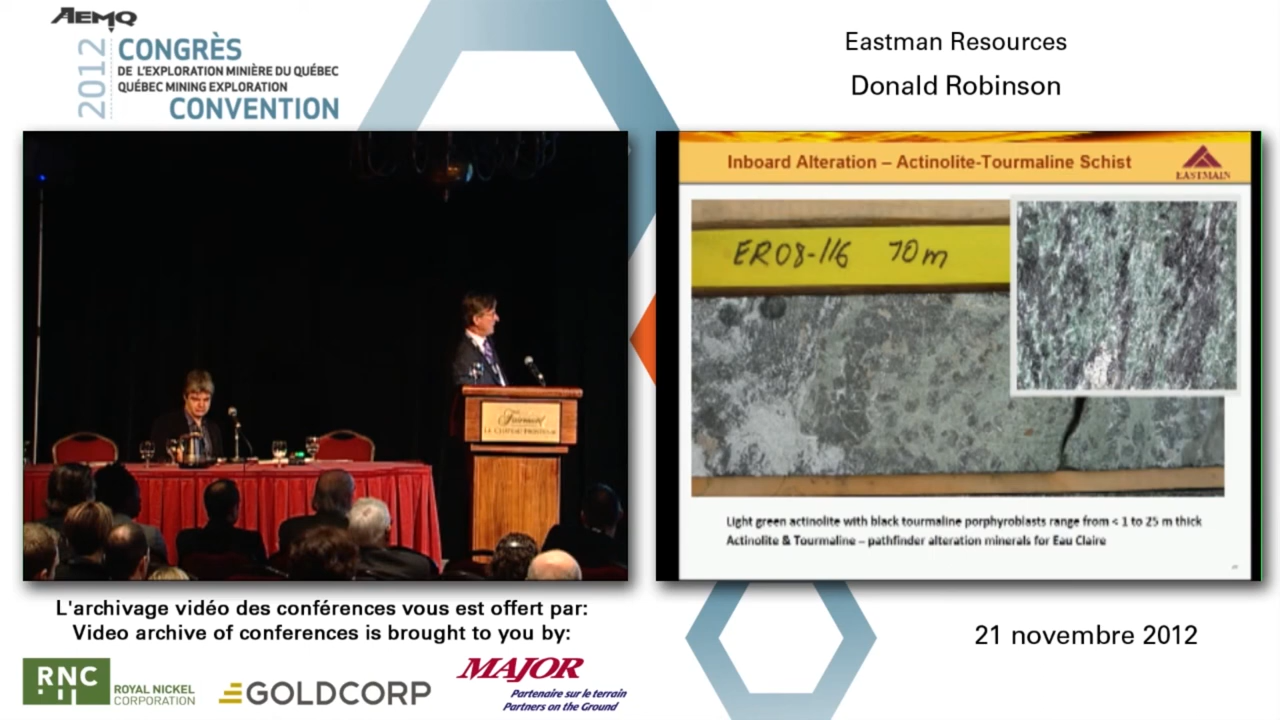 AEMQ
2012
CONGRÈS
DE L'EXPLORATION MINIÈRE DU QUÉBEC
QUÉBEC MINING EXPLORATION
CONVENTION
Eastman Resources
Donald Robinson
Inboard Alteration – Actinolite-Tourmaline Schist
EASTMAIN
ER08-116 70m
Light green actinolite with black tourmaline porphyroblasts range from < 1 to 25 m thick
Actinolite & Tourmaline – pathfinder alteration minerals for Eau Claire
Fairmont
L'archivage vidéo des conférences vous est offert par:
Video archive of conferences is brought to you by:
21 novembre 2012
RNC
ROYAL NICKEL
CORPORATION
GOLDCORP
MAJOR
Partenaire sur le terrain
Partners on the Ground